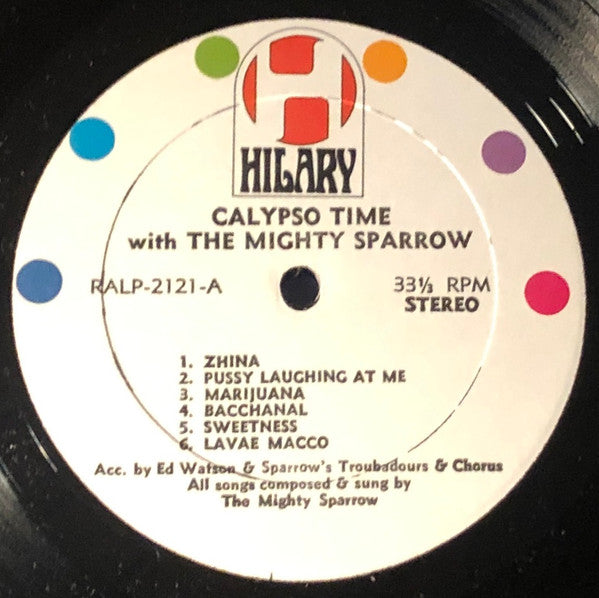 H
HILARY
CALYPSO TIME
with THE MIGHTY SPARROW
RALP-2121-A
33⅓ RPM
STEREO
1. ZHINA
2. PUSSY LAUGHING AT ME
3. MARIJUANA
4. BACCHANAL
5. SWEETNESS
6. LAVAE MACCO
Acc. by Ed Watson & Sparrow's Troubadours & Chorus
All songs composed & sung by
The Mighty Sparrow